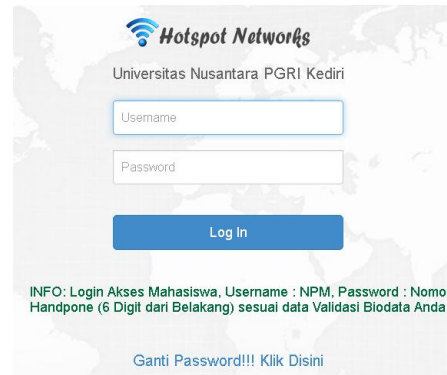 Hotspot Networks
Universitas Nusantara PGRI Kediri
Username
Password
Log In
INFO: Login Akses Mahasiswa, Username : NPM, Password : Nomo
Handpone (6 Digit dari Belakang) sesuai data Validasi Biodata Anda
Ganti Password!!! Klik Disini